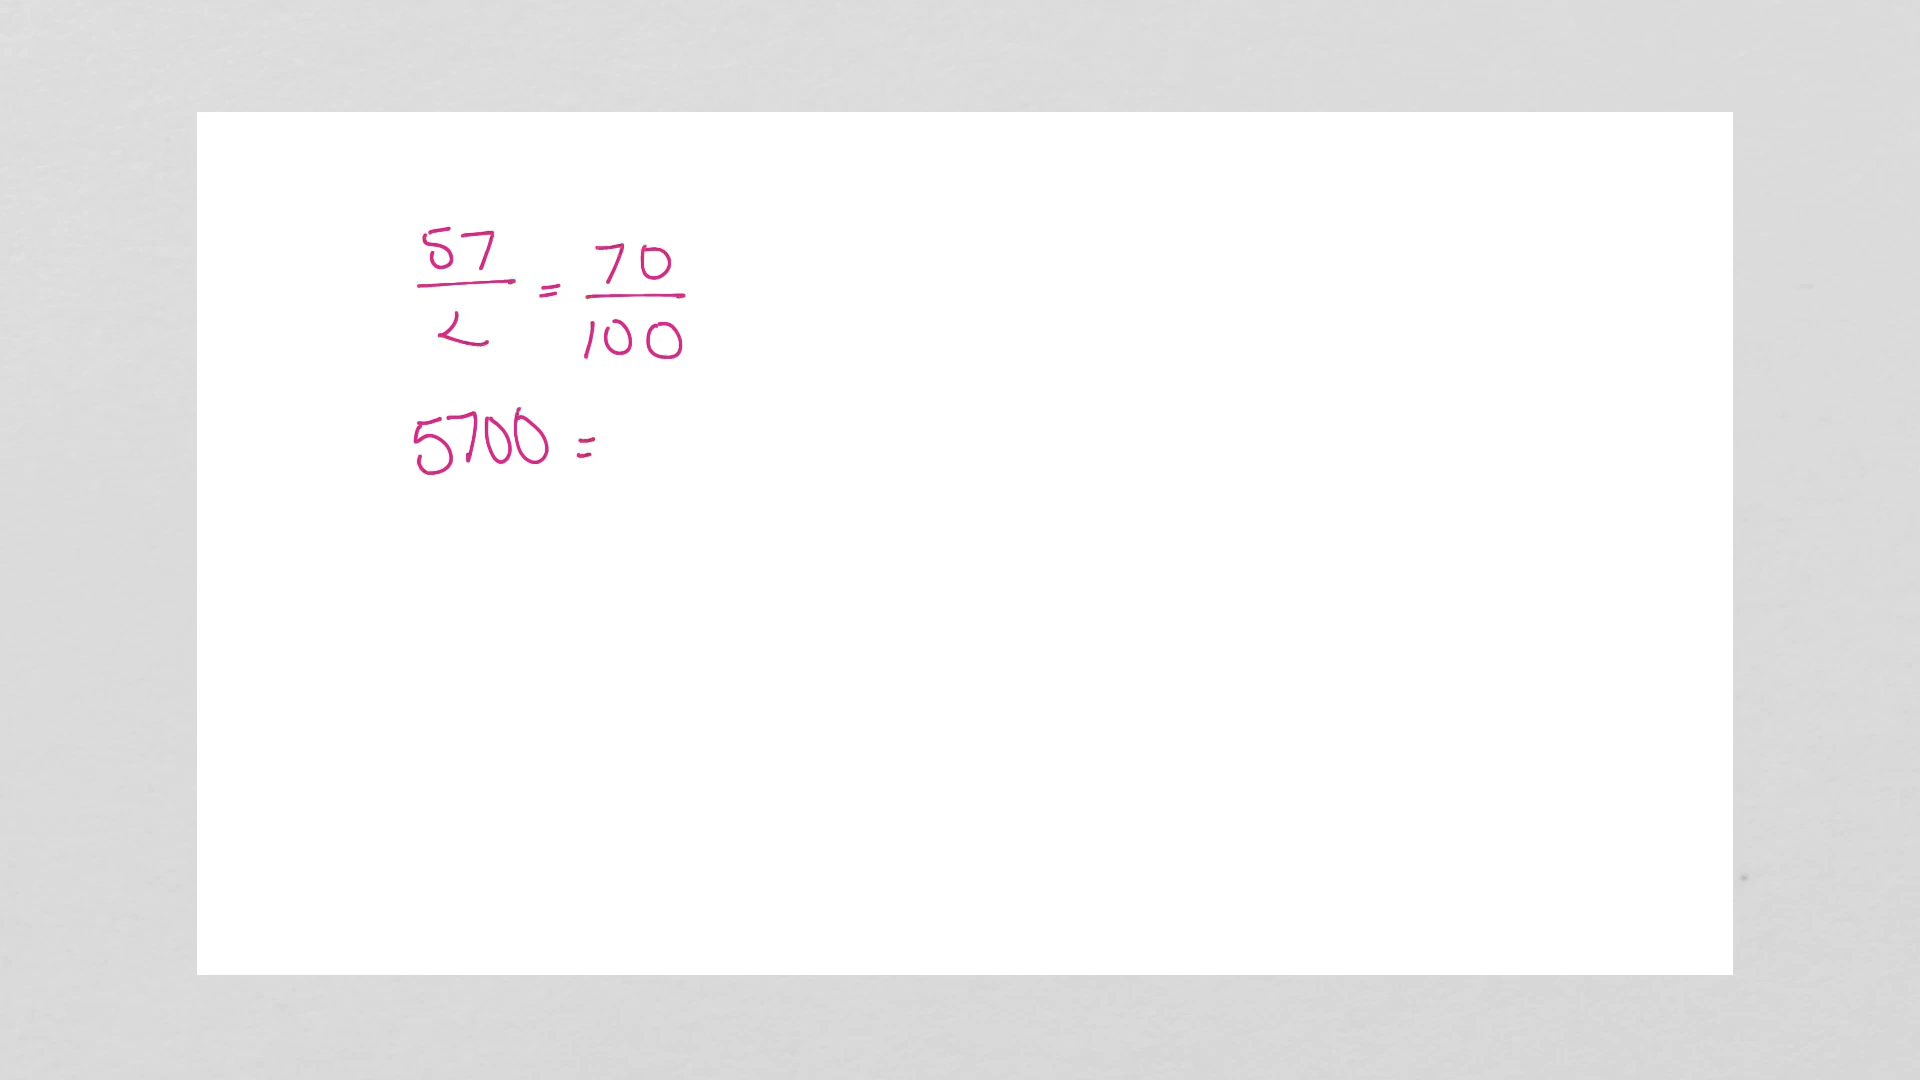 57/L = 70/100
5700 =